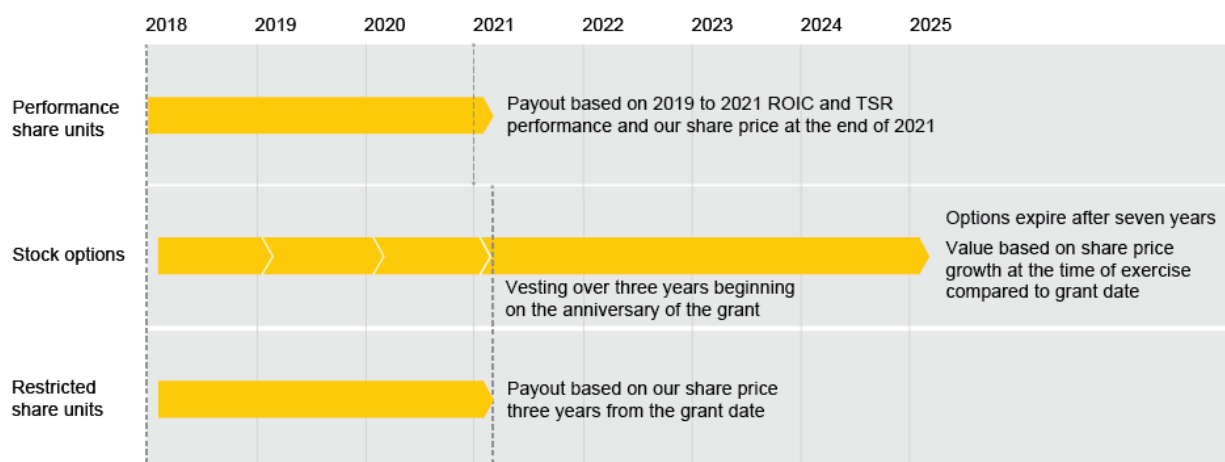 2018 2019 2020 2021 2022 2023 2024 2025
Performance
share units
Payout based on 2019 to 2021 ROIC and TSR
performance and our share price at the end of 2021
Stock options
Vesting over three years beginning
on the anniversary of the grant
Options expire after seven years
Value based on share price
growth at the time of exercise
compared to grant date
Restricted
share units
Payout based on our share price
three years from the grant date